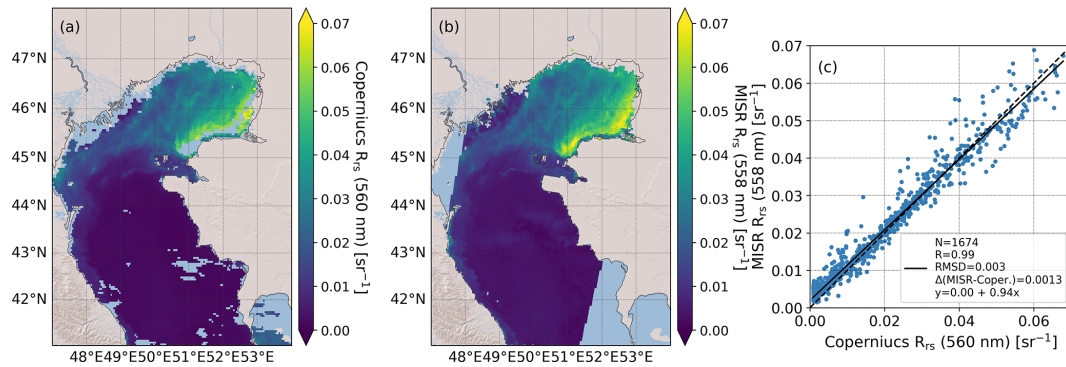 (a)
47°N
46°N
45°N
44°N
43°N
42°N
48°E49°E50°E51°E52°E53°E
0.07
0.06
0.05
0.04
0.03
0.02
0.01
0.00
Coperniucs Rrs (560 nm) [sr−1]
(b)
47°N
46°N
45°N
44°N
43°N
42°N
48°E49°E50°E51°E52°E53°E
0.07
0.06
0.05
0.04
0.03
0.02
0.01
0.00
MISR Rrs (558 nm) [sr−1]
MISR Rrs (558 nm) [sr−1]
(c)
0.07
0.06
0.05
0.04
0.03
0.02
0.01
0.00
N=1674
R=0.99
RMSD=0.003
Δ(MISR-Coper.)=0.0013
y=0.00 + 0.94x
0.00
0.02
0.04
0.06
Coperniucs Rrs (560 nm) [sr−1]